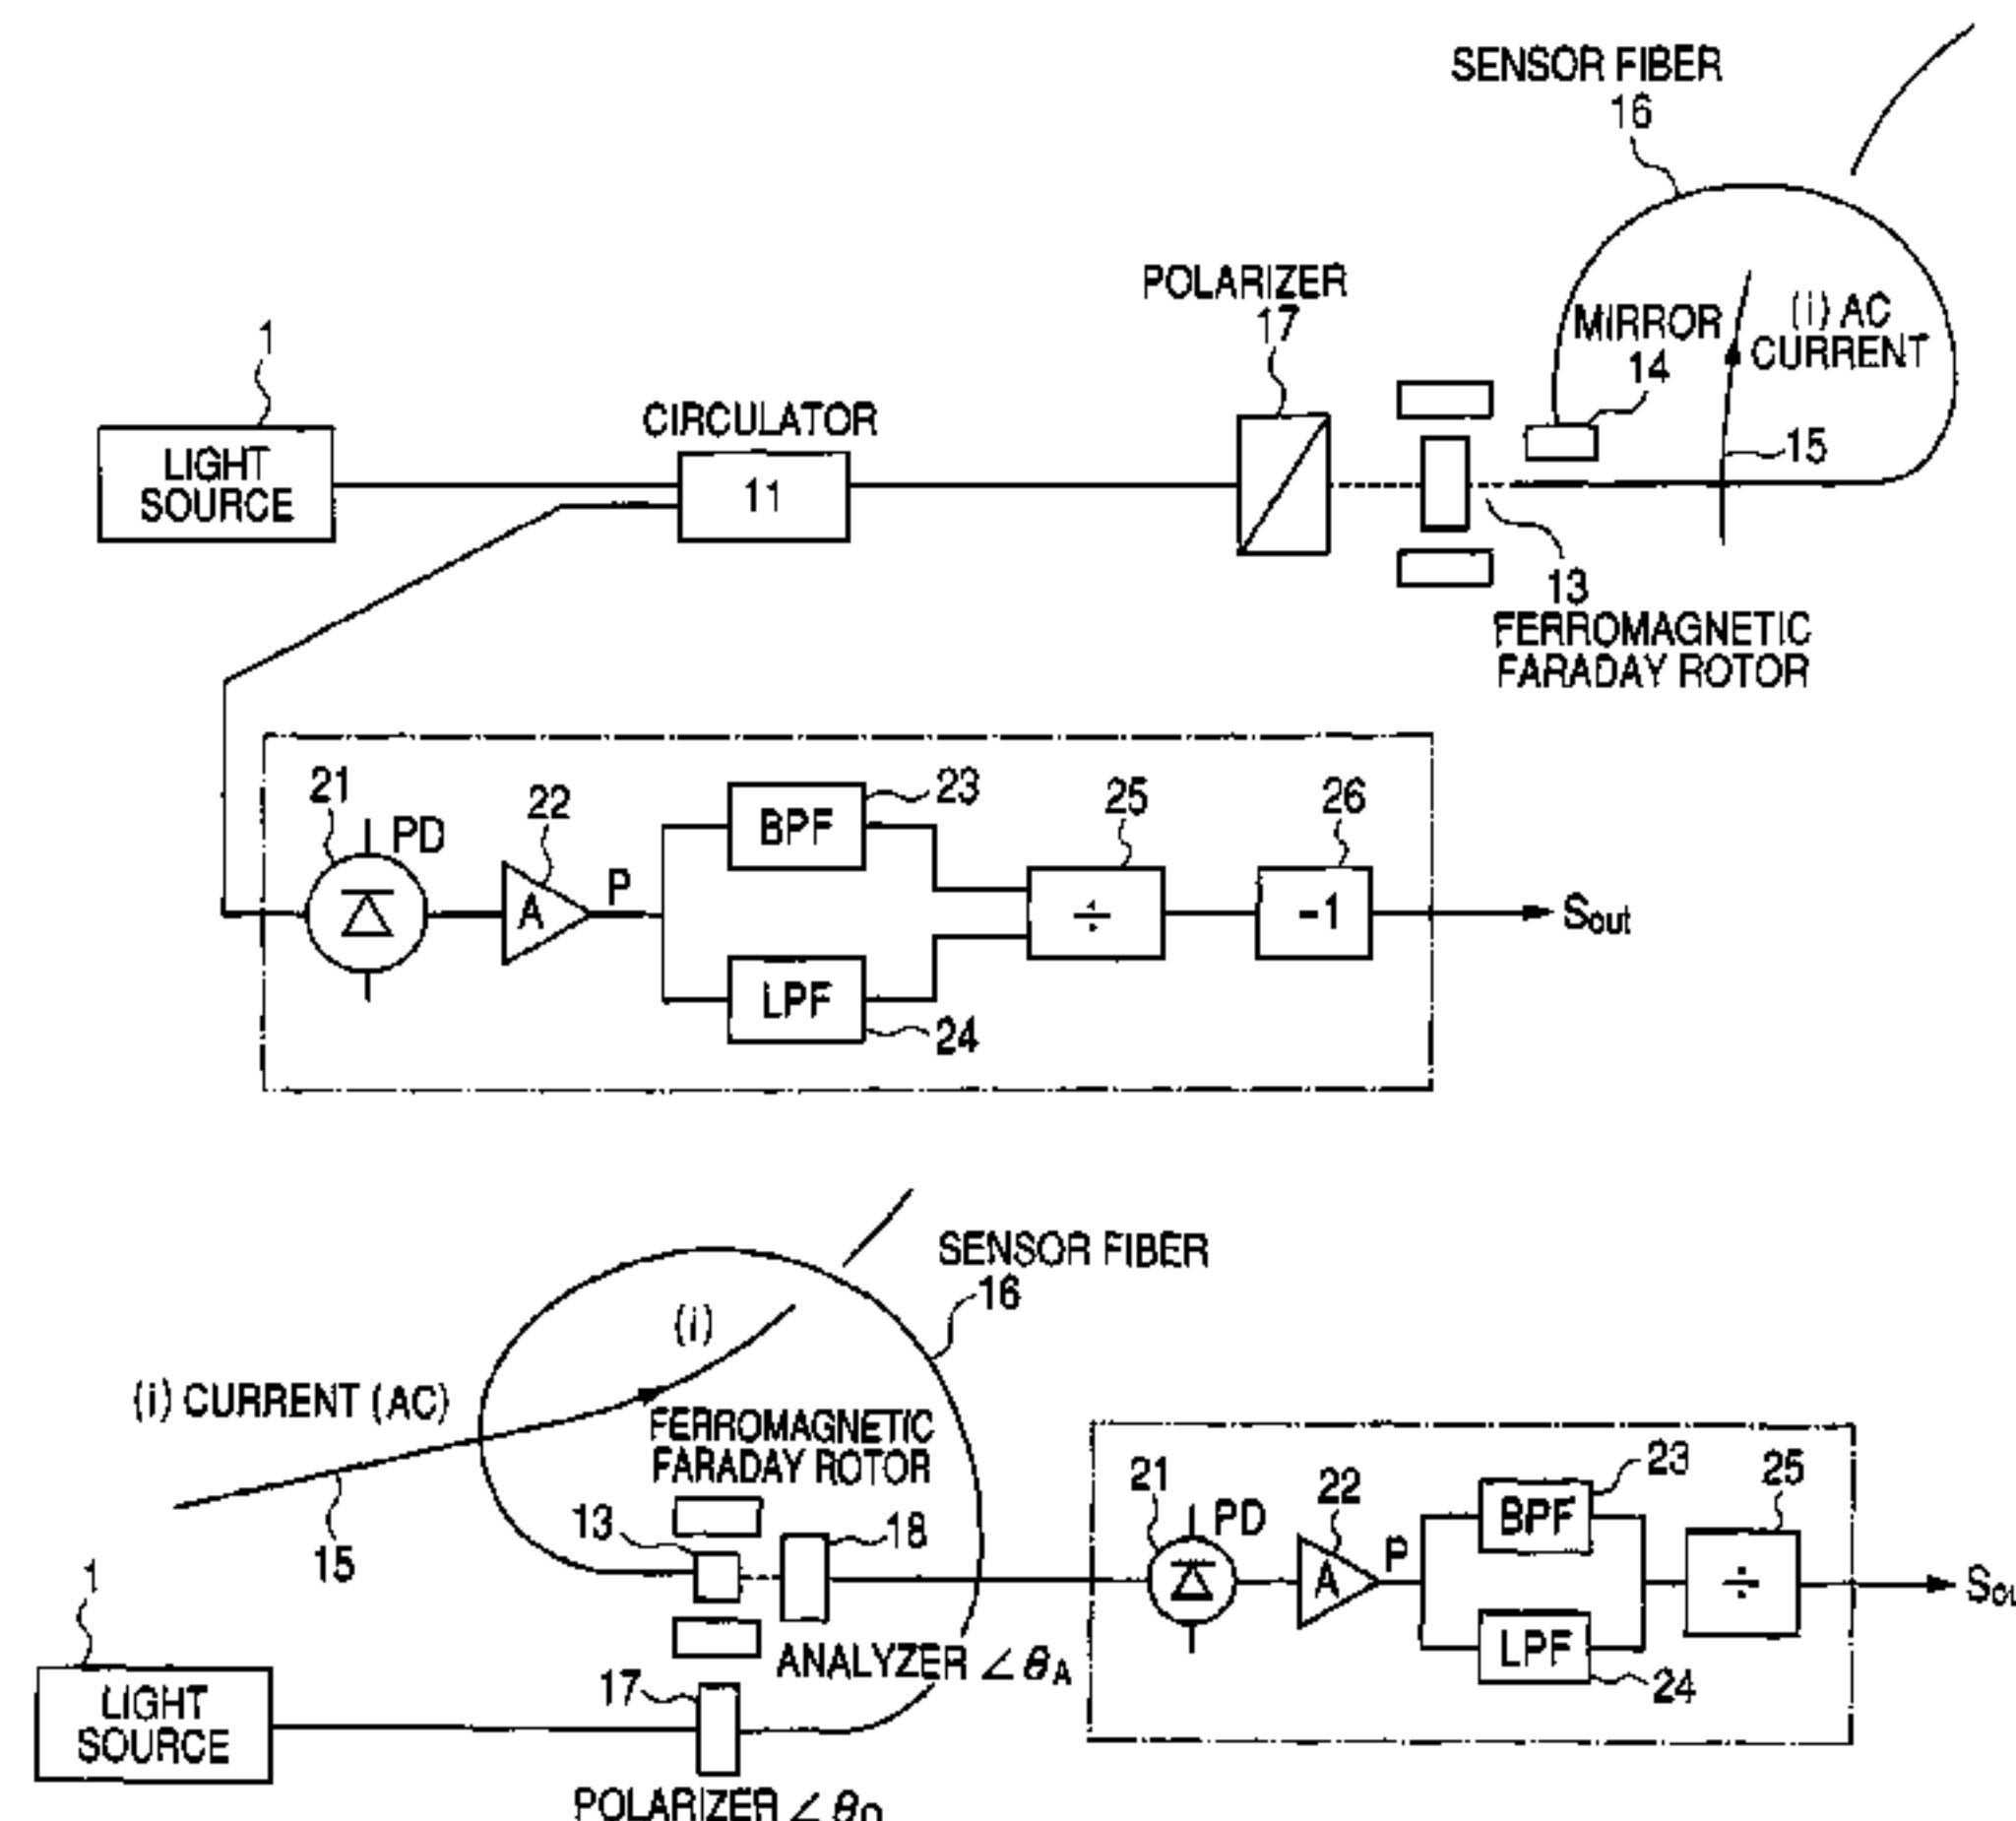 SENSOR FIBER
16
POLARIZER
17
MIRROR
14
(i) AC
CURRENT
1
LIGHT
SOURCE
CIRCULATOR
11
15
13
FERROMAGNETIC
FARADAY ROTOR
21
PD
22
A
P
23
BPF
LPF
24
25
÷
26
-1
Sout
SENSOR FIBER
16
(i)
(i) CURRENT (AC)
15
FERROMAGNETIC
FARADAY ROTOR
13
18
ANALYZER ∠θA
1
LIGHT
SOURCE
17
21
PD
22
A
P
23
BPF
LPF
24
25
÷
POLARIZER